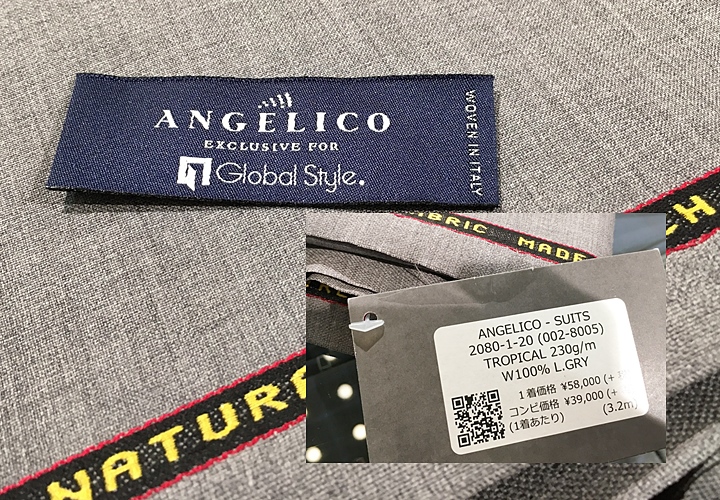 ANGELICO
EXCLUSIVE FOR
Global Style.
WOVEN IN ITALY
NATURA
CH
FABRIC MADE
ANGELICO - SUITS
2080-1-20 (002-8005)
TROPICAL 230g/m
W100% L.GRY
1着価格 ¥58,000 (+
コンビ価格 ¥39,000 (+
(1着あたり) (3.2m)